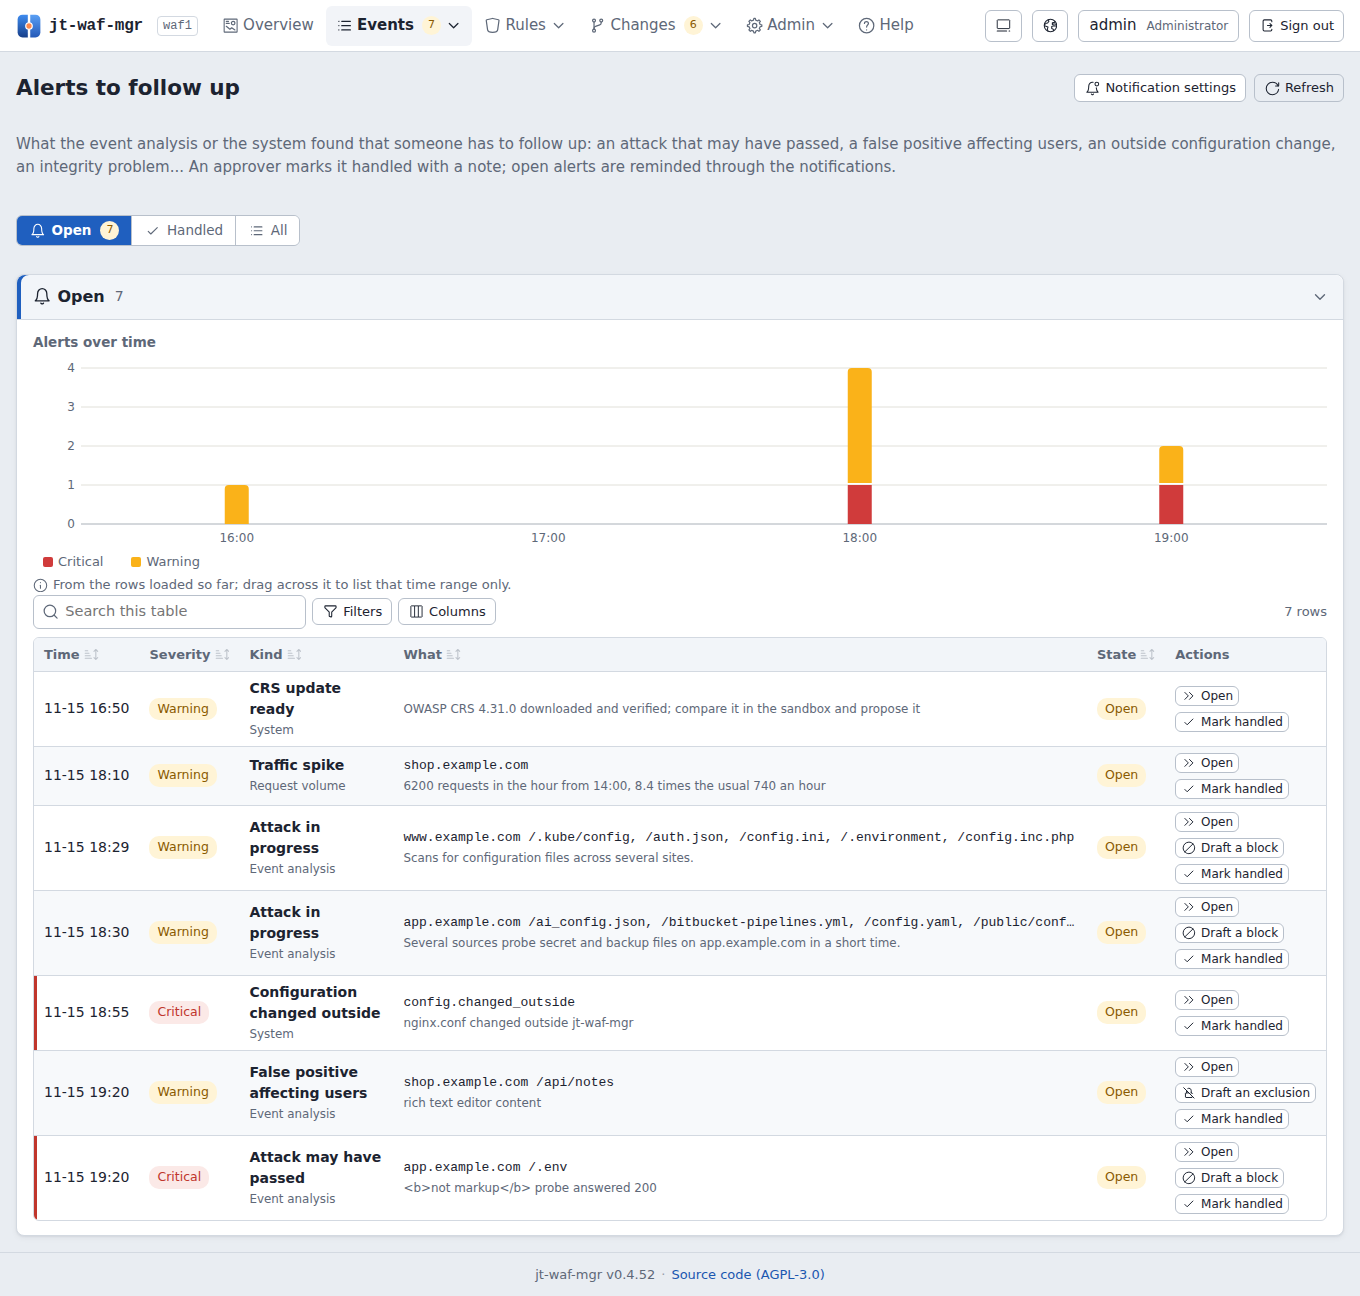 jt-waf-mgr waf1 Overview Events 7 Rules Changes 6 Admin Help admin Administrator Sign out
Alerts to follow up
Notification settings Refresh
What the event analysis or the system found that someone has to follow up: an attack that may have passed, a false positive affecting users, an outside configuration change,
an integrity problem... An approver marks it handled with a note; open alerts are reminded through the notifications.
Open 7 Handled All
Open 7
Alerts over time
4
3
2
1
0
16:00 17:00 18:00 19:00
Critical Warning
From the rows loaded so far; drag across it to list that time range only.
Search this table Filters Columns 7 rows
Time Severity Kind What State Actions
11-15 16:50 Warning CRS update ready System OWASP CRS 4.31.0 downloaded and verified; compare it in the sandbox and propose it Open Open Mark handled
11-15 18:10 Warning Traffic spike Request volume shop.example.com 6200 requests in the hour from 14:00, 8.4 times the usual 740 an hour Open Open Mark handled
11-15 18:29 Warning Attack in progress Event analysis www.example.com /.kube/config, /auth.json, /config.ini, /.environment, /config.inc.php Scans for configuration files across several sites. Open Open Draft a block Mark handled
11-15 18:30 Warning Attack in progress Event analysis app.example.com /ai_config.json, /bitbucket-pipelines.yml, /config.yaml, /public/conf… Several sources probe secret and backup files on app.example.com in a short time. Open Open Draft a block Mark handled
11-15 18:55 Critical Configuration changed outside System config.changed_outside nginx.conf changed outside jt-waf-mgr Open Open Mark handled
11-15 19:20 Warning False positive affecting users Event analysis shop.example.com /api/notes rich text editor content Open Open Draft an exclusion Mark handled
11-15 19:20 Critical Attack may have passed Event analysis app.example.com /.env <b>not markup</b> probe answered 200 Open Open Draft a block Mark handled
jt-waf-mgr v0.4.52 · Source code (AGPL-3.0)